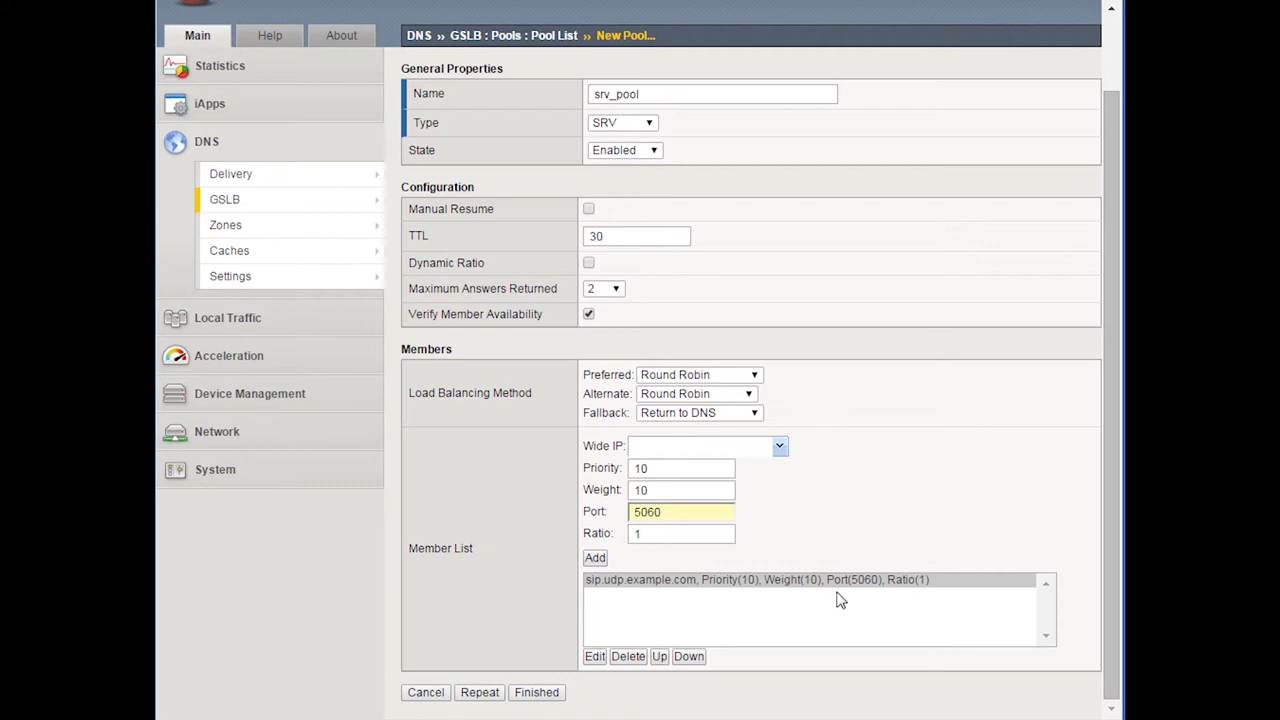 Main Help About
DNS ›› GSLB : Pools : Pool List ›› New Pool...
Statistics
iApps
DNS
Delivery
GSLB
Zones
Caches
Settings
Local Traffic
Acceleration
Device Management
Network
System
General Properties
Name srv_pool
Type SRV
State Enabled
Configuration
Manual Resume
TTL 30
Dynamic Ratio
Maximum Answers Returned 2
Verify Member Availability
Members
Load Balancing Method
Preferred: Round Robin
Alternate: Round Robin
Fallback: Return to DNS
Member List
Wide IP:
Priority: 10
Weight: 10
Port: 5060
Ratio: 1
Add
sip.udp.example.com, Priority(10), Weight(10), Port(5060), Ratio(1)
Edit Delete Up Down
Cancel Repeat Finished